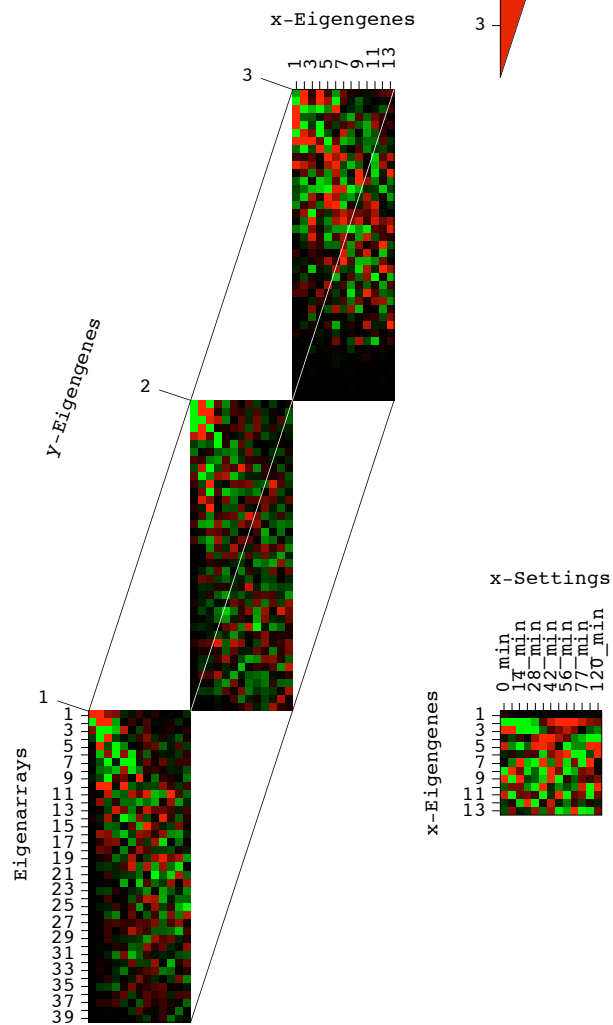 x-Eigengenes
3
1 3 5 7 9 11 13
3
y-Eigengenes
2
x-Settings
0_min
14_min
28_min
42_min
56_min
77_min
120_min
1
Eigenarrays
1
3
5
7
9
11
13
15
17
19
21
23
25
27
29
31
33
35
37
39
x-Eigengenes
1
3
5
7
9
11
13